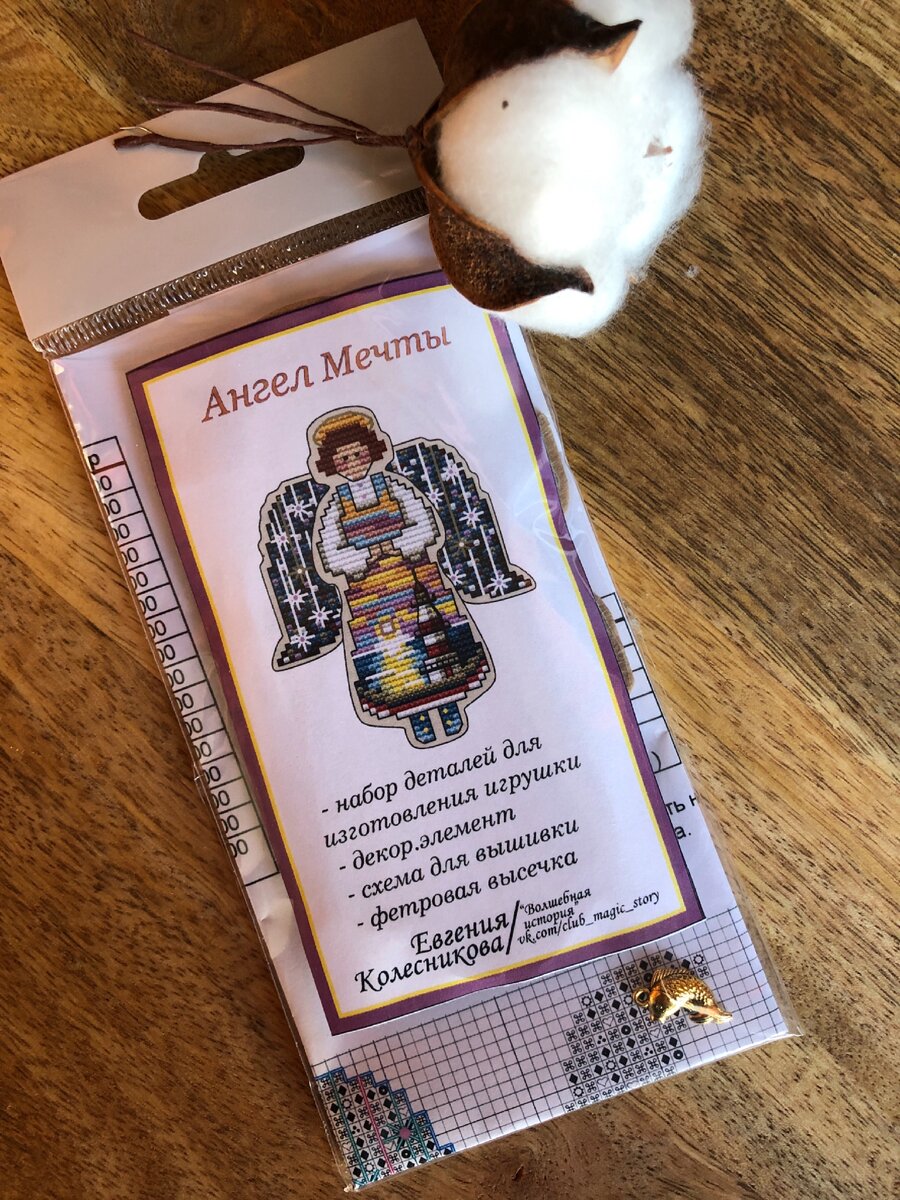 Ангел Мечты
- набор деталей для
изготовления игрушки
- декор.элемент
- схема для вышивки
- фетровая высечка
Евгения
Колесникова/
"Волшебная
история"
vk.com/club_magic_story